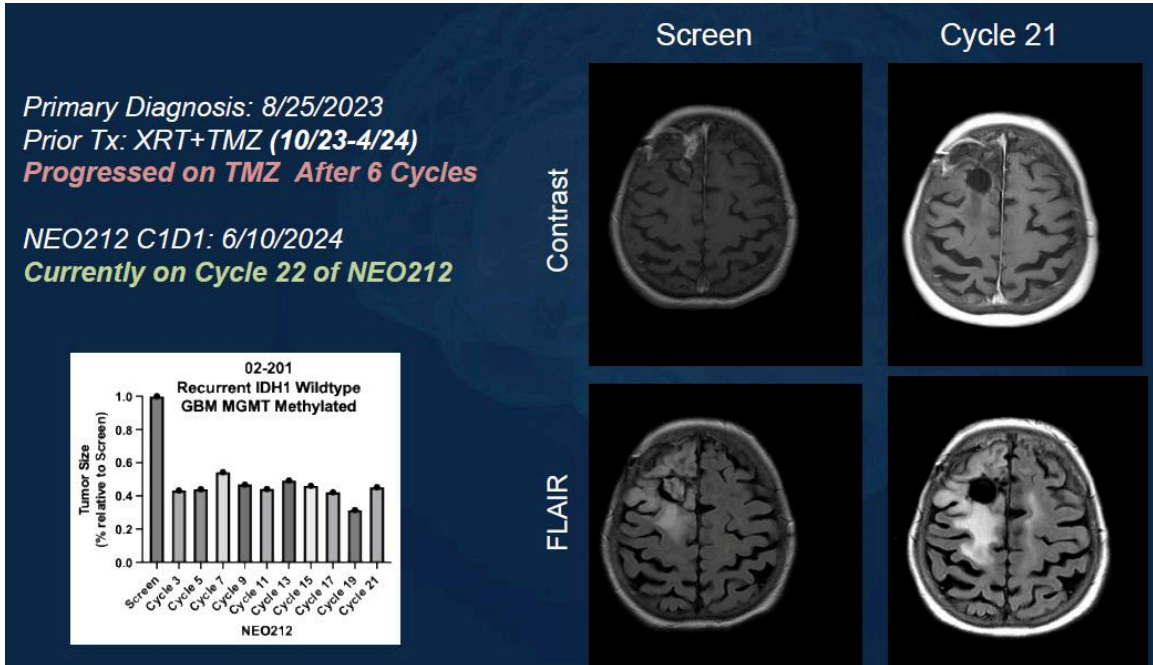 Screen
Cycle 21
Primary Diagnosis: 8/25/2023
Prior Tx: XRT+TMZ (10/23-4/24)
Progressed on TMZ After 6 Cycles
NEO212 C1D1: 6/10/2024
Currently on Cycle 22 of NEO212
Contrast
FLAIR
02-201
Recurrent IDH1 Wildtype
GBM MGMT Methylated
Tumor Size
(% relative to Screen)
1.0
0.8
0.6
0.4
0.2
0.0
Screen
Cycle 3
Cycle 5
Cycle 7
Cycle 9
Cycle 11
Cycle 13
Cycle 15
Cycle 17
Cycle 19
Cycle 21
NEO212